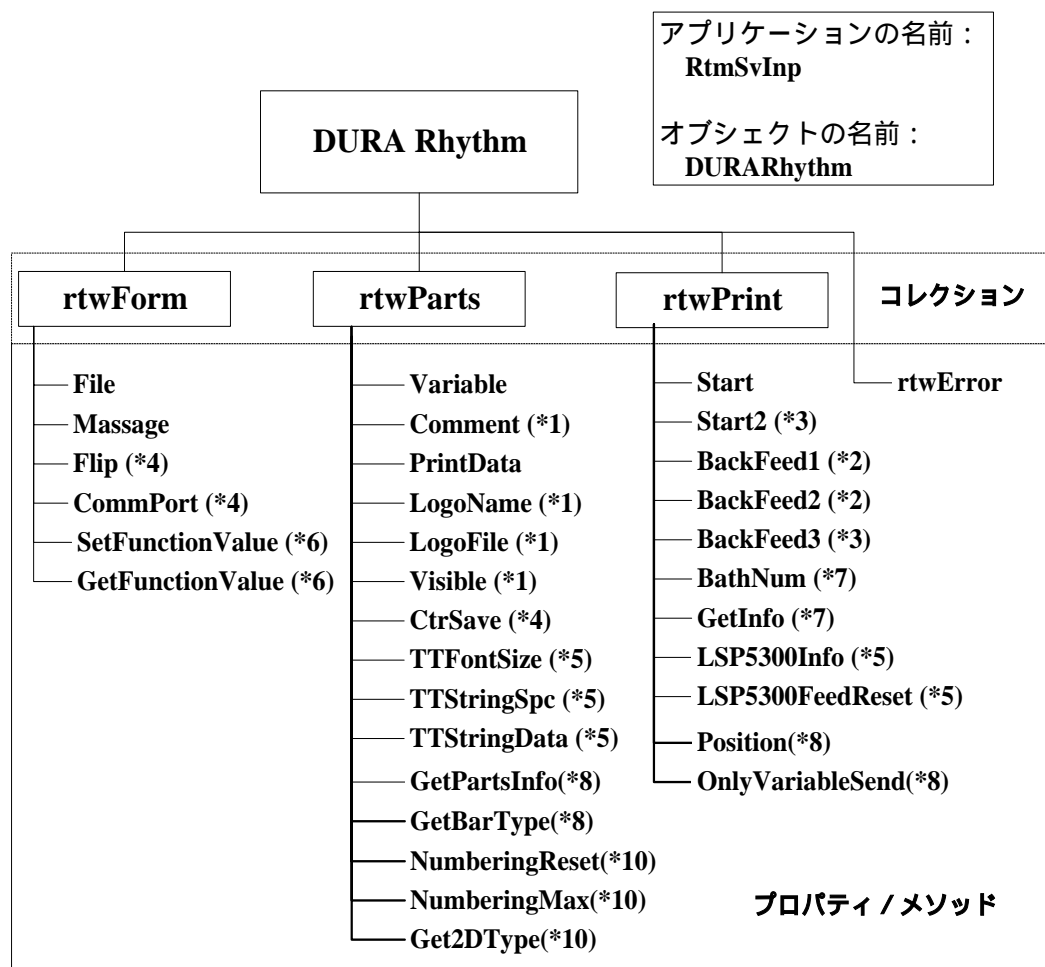 アプリケーションの名前：
RtmSvInp
オブシェクトの名前：
DURARhythm
DURA Rhythm
rtwForm
rtwParts
rtwPrint
コレクション
File
Massage
Flip (*4)
CommPort (*4)
SetFunctionValue (*6)
GetFunctionValue (*6)
Variable
Comment (*1)
PrintData
LogoName (*1)
LogoFile (*1)
Visible (*1)
CtrSave (*4)
TTFontSize (*5)
TTStringSpc (*5)
TTStringData (*5)
GetPartsInfo(*8)
GetBarType(*8)
NumberingReset(*10)
NumberingMax(*10)
Get2DType(*10)
Start
Start2 (*3)
BackFeed1 (*2)
BackFeed2 (*2)
BackFeed3 (*3)
BathNum (*7)
GetInfo (*7)
LSP5300Info (*5)
LSP5300FeedReset (*5)
Position(*8)
OnlyVariableSend(*8)
rtwError
プロパティ / メソッド